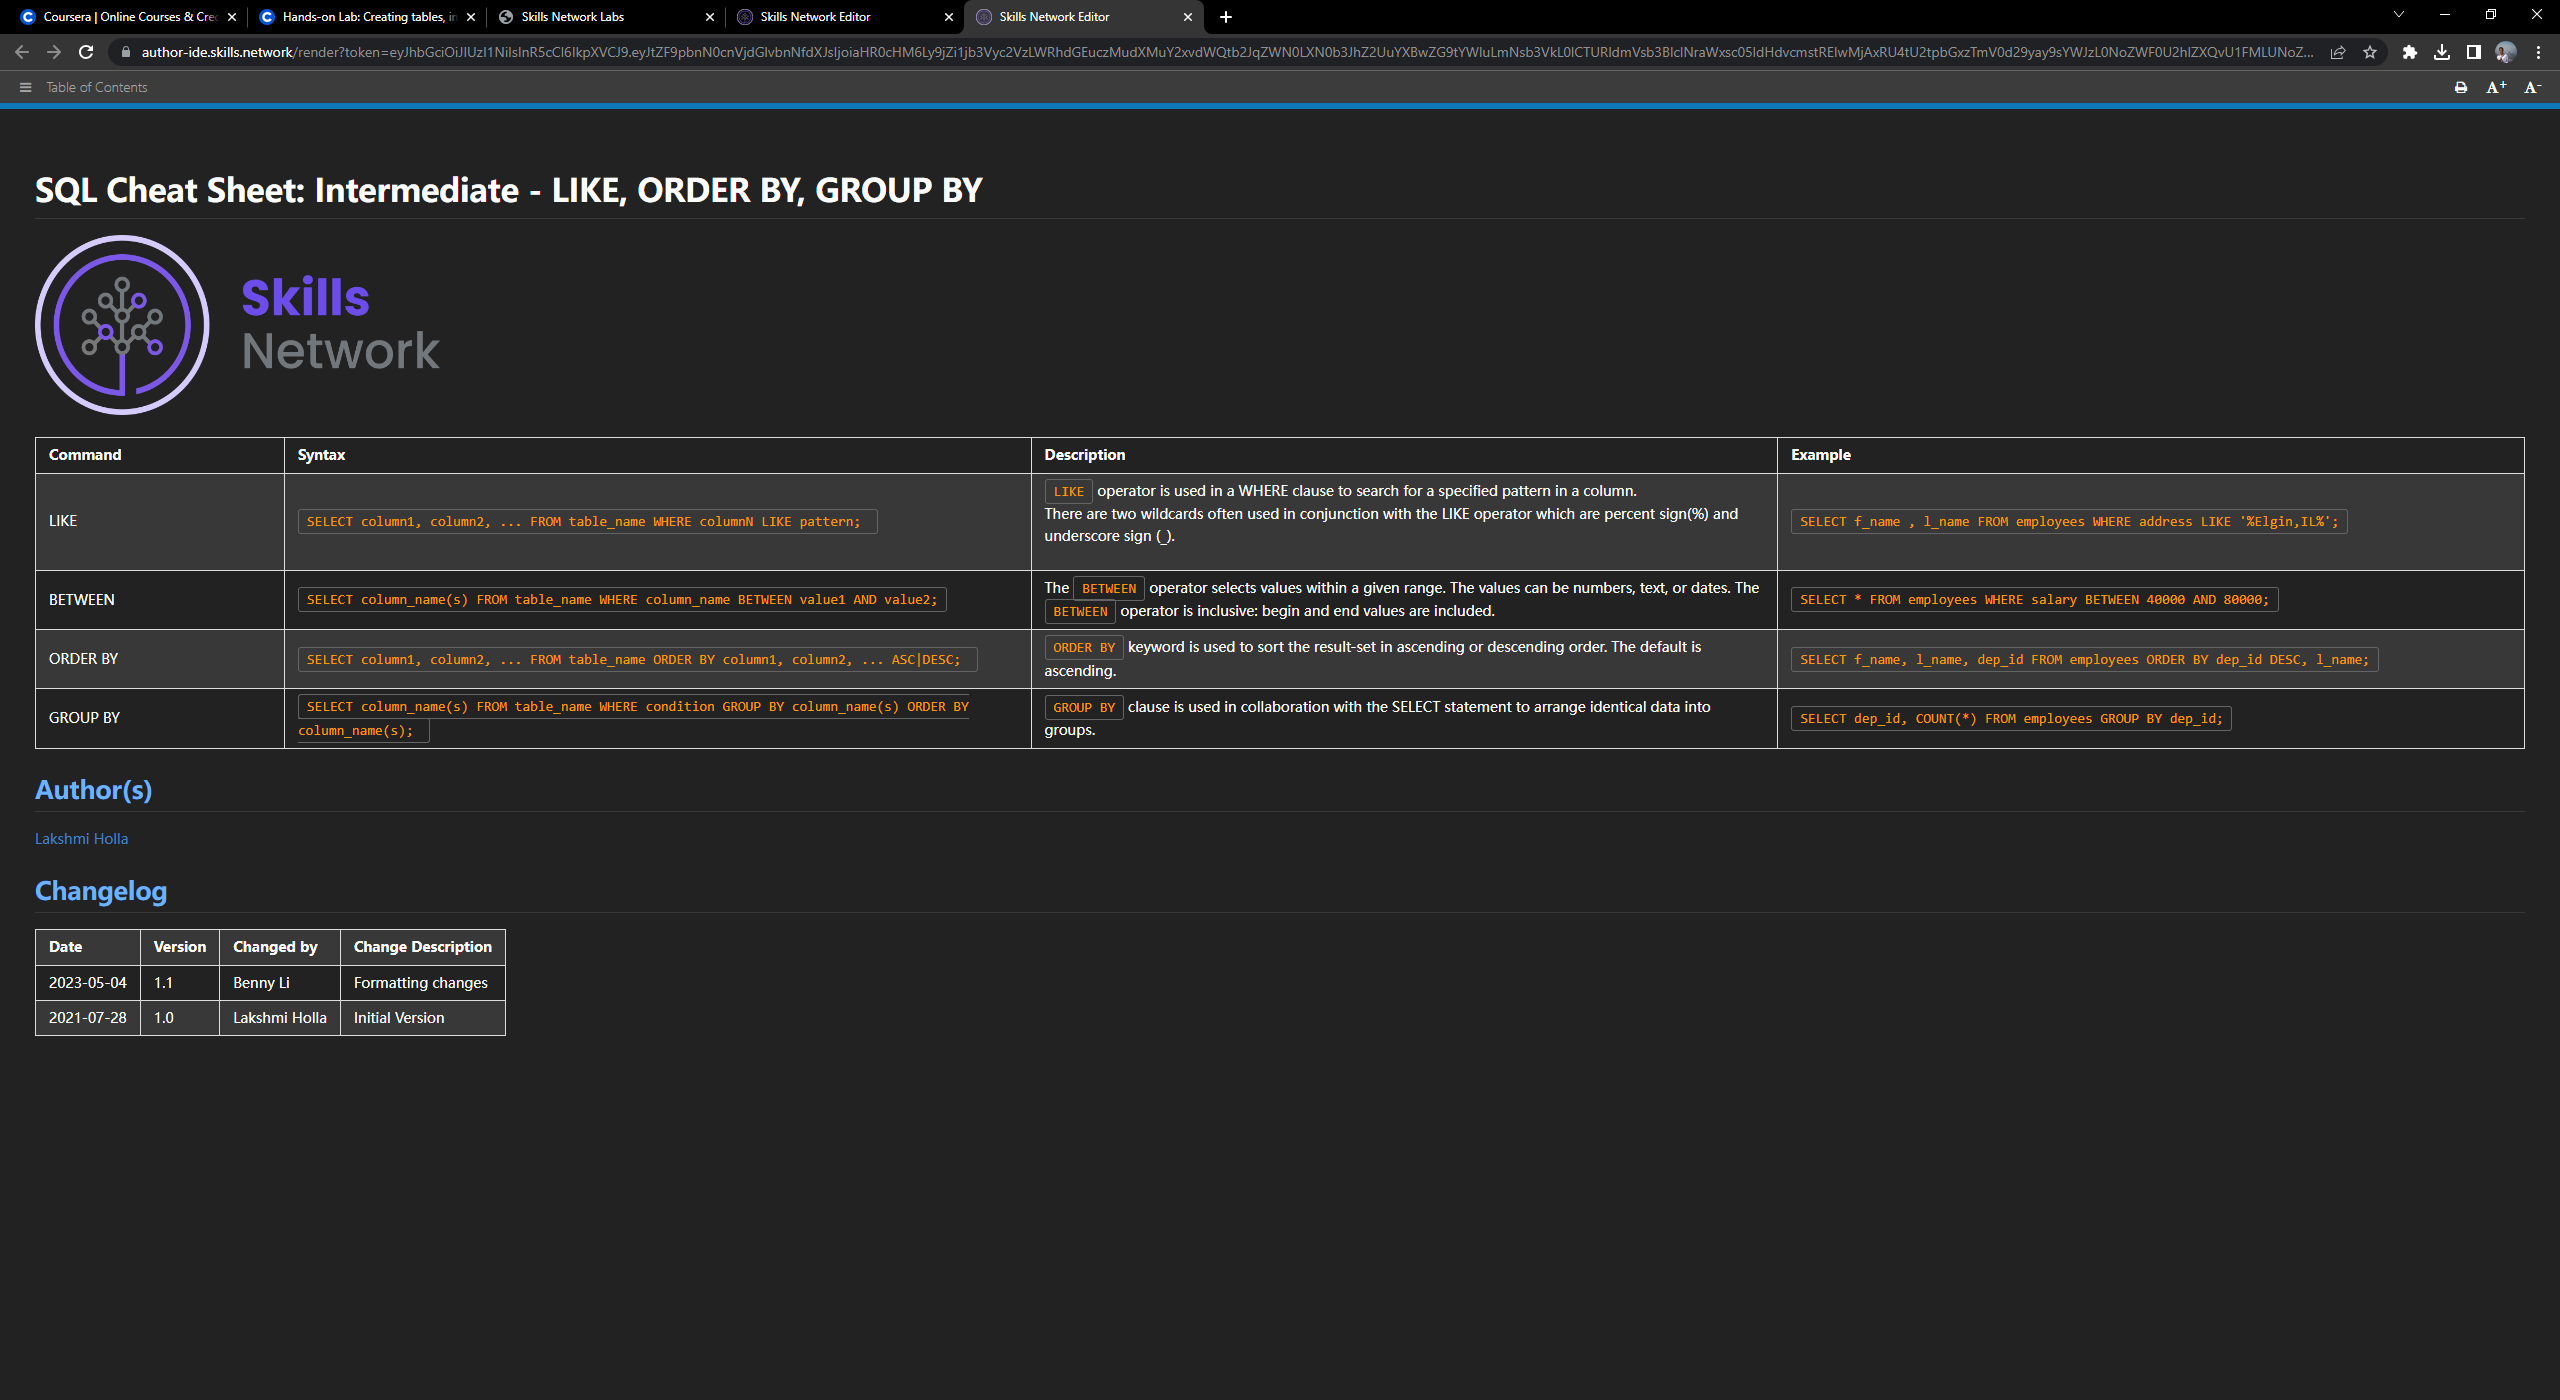 Coursera | Online Courses & Cre
Hands-on Lab: Creating tables, in
Skills Network Labs
Skills Network Editor
Skills Network Editor
Table of Contents
A+
A-
SQL Cheat Sheet: Intermediate - LIKE, ORDER BY, GROUP BY
Skills
Network
Command Syntax Description Example
LIKE
SELECT column1, column2, ... FROM table_name WHERE columnN LIKE pattern;
LIKE operator is used in a WHERE clause to search for a specified pattern in a column.
There are two wildcards often used in conjunction with the LIKE operator which are percent sign(%) and
underscore sign (_).
SELECT f_name , l_name FROM employees WHERE address LIKE '%Elgin,IL%';
BETWEEN
SELECT column_name(s) FROM table_name WHERE column_name BETWEEN value1 AND value2;
The BETWEEN operator selects values within a given range. The values can be numbers, text, or dates. The
BETWEEN operator is inclusive: begin and end values are included.
SELECT * FROM employees WHERE salary BETWEEN 40000 AND 80000;
ORDER BY
SELECT column1, column2, ... FROM table_name ORDER BY column1, column2, ... ASC|DESC;
ORDER BY keyword is used to sort the result-set in ascending or descending order. The default is
ascending.
SELECT f_name, l_name, dep_id FROM employees ORDER BY dep_id DESC, l_name;
GROUP BY
SELECT column_name(s) FROM table_name WHERE condition GROUP BY column_name(s) ORDER BY
column_name(s);
GROUP BY clause is used in collaboration with the SELECT statement to arrange identical data into
groups.
SELECT dep_id, COUNT(*) FROM employees GROUP BY dep_id;
Author(s)
Lakshmi Holla
Changelog
Date Version Changed by Change Description
2023-05-04 1.1 Benny Li Formatting changes
2021-07-28 1.0 Lakshmi Holla Initial Version